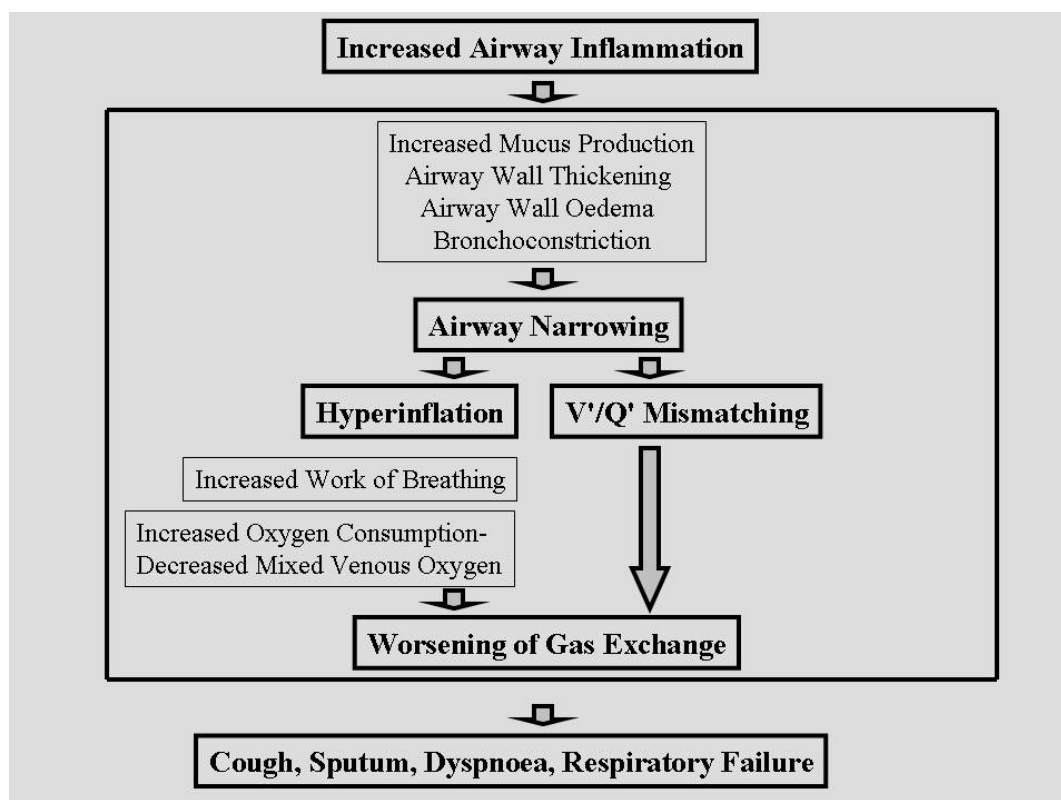 Increased Airway Inflammation
Increased Mucus Production
Airway Wall Thickening
Airway Wall Oedema
Bronchoconstriction
Airway Narrowing
Hyperinflation
V'/Q' Mismatching
Increased Work of Breathing
Increased Oxygen Consumption-
Decreased Mixed Venous Oxygen
Worsening of Gas Exchange
Cough, Sputum, Dyspnoea, Respiratory Failure